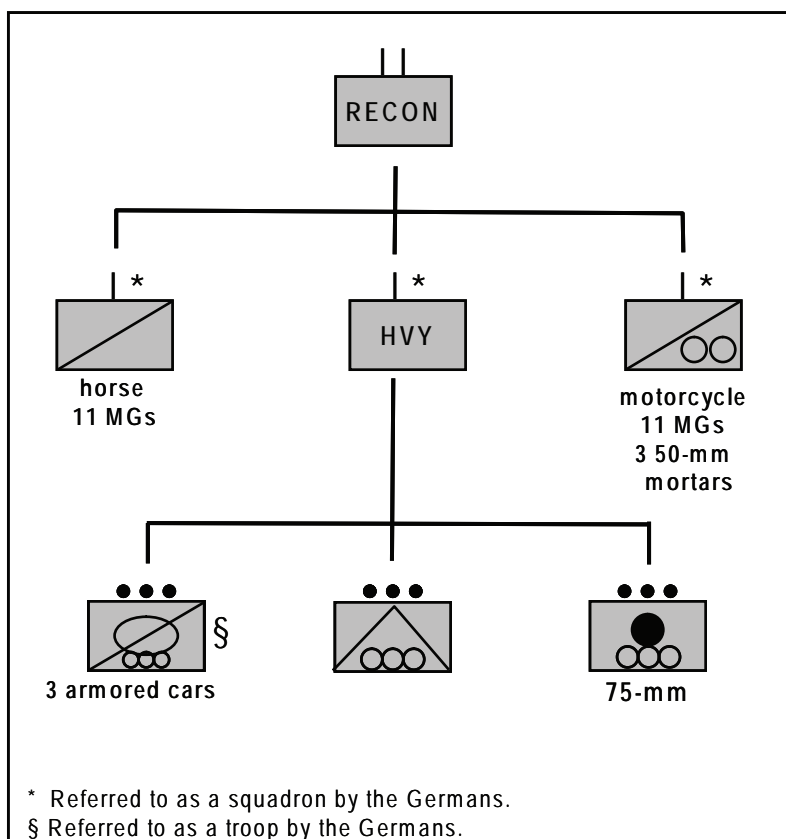 RECON
*
*
*
HVY
horse
11 MGs
motorcycle
11 MGs
3 50-mm
mortars
§
3 armored cars
75-mm
* Referred to as a squadron by the Germans.
§ Referred to as a troop by the Germans.